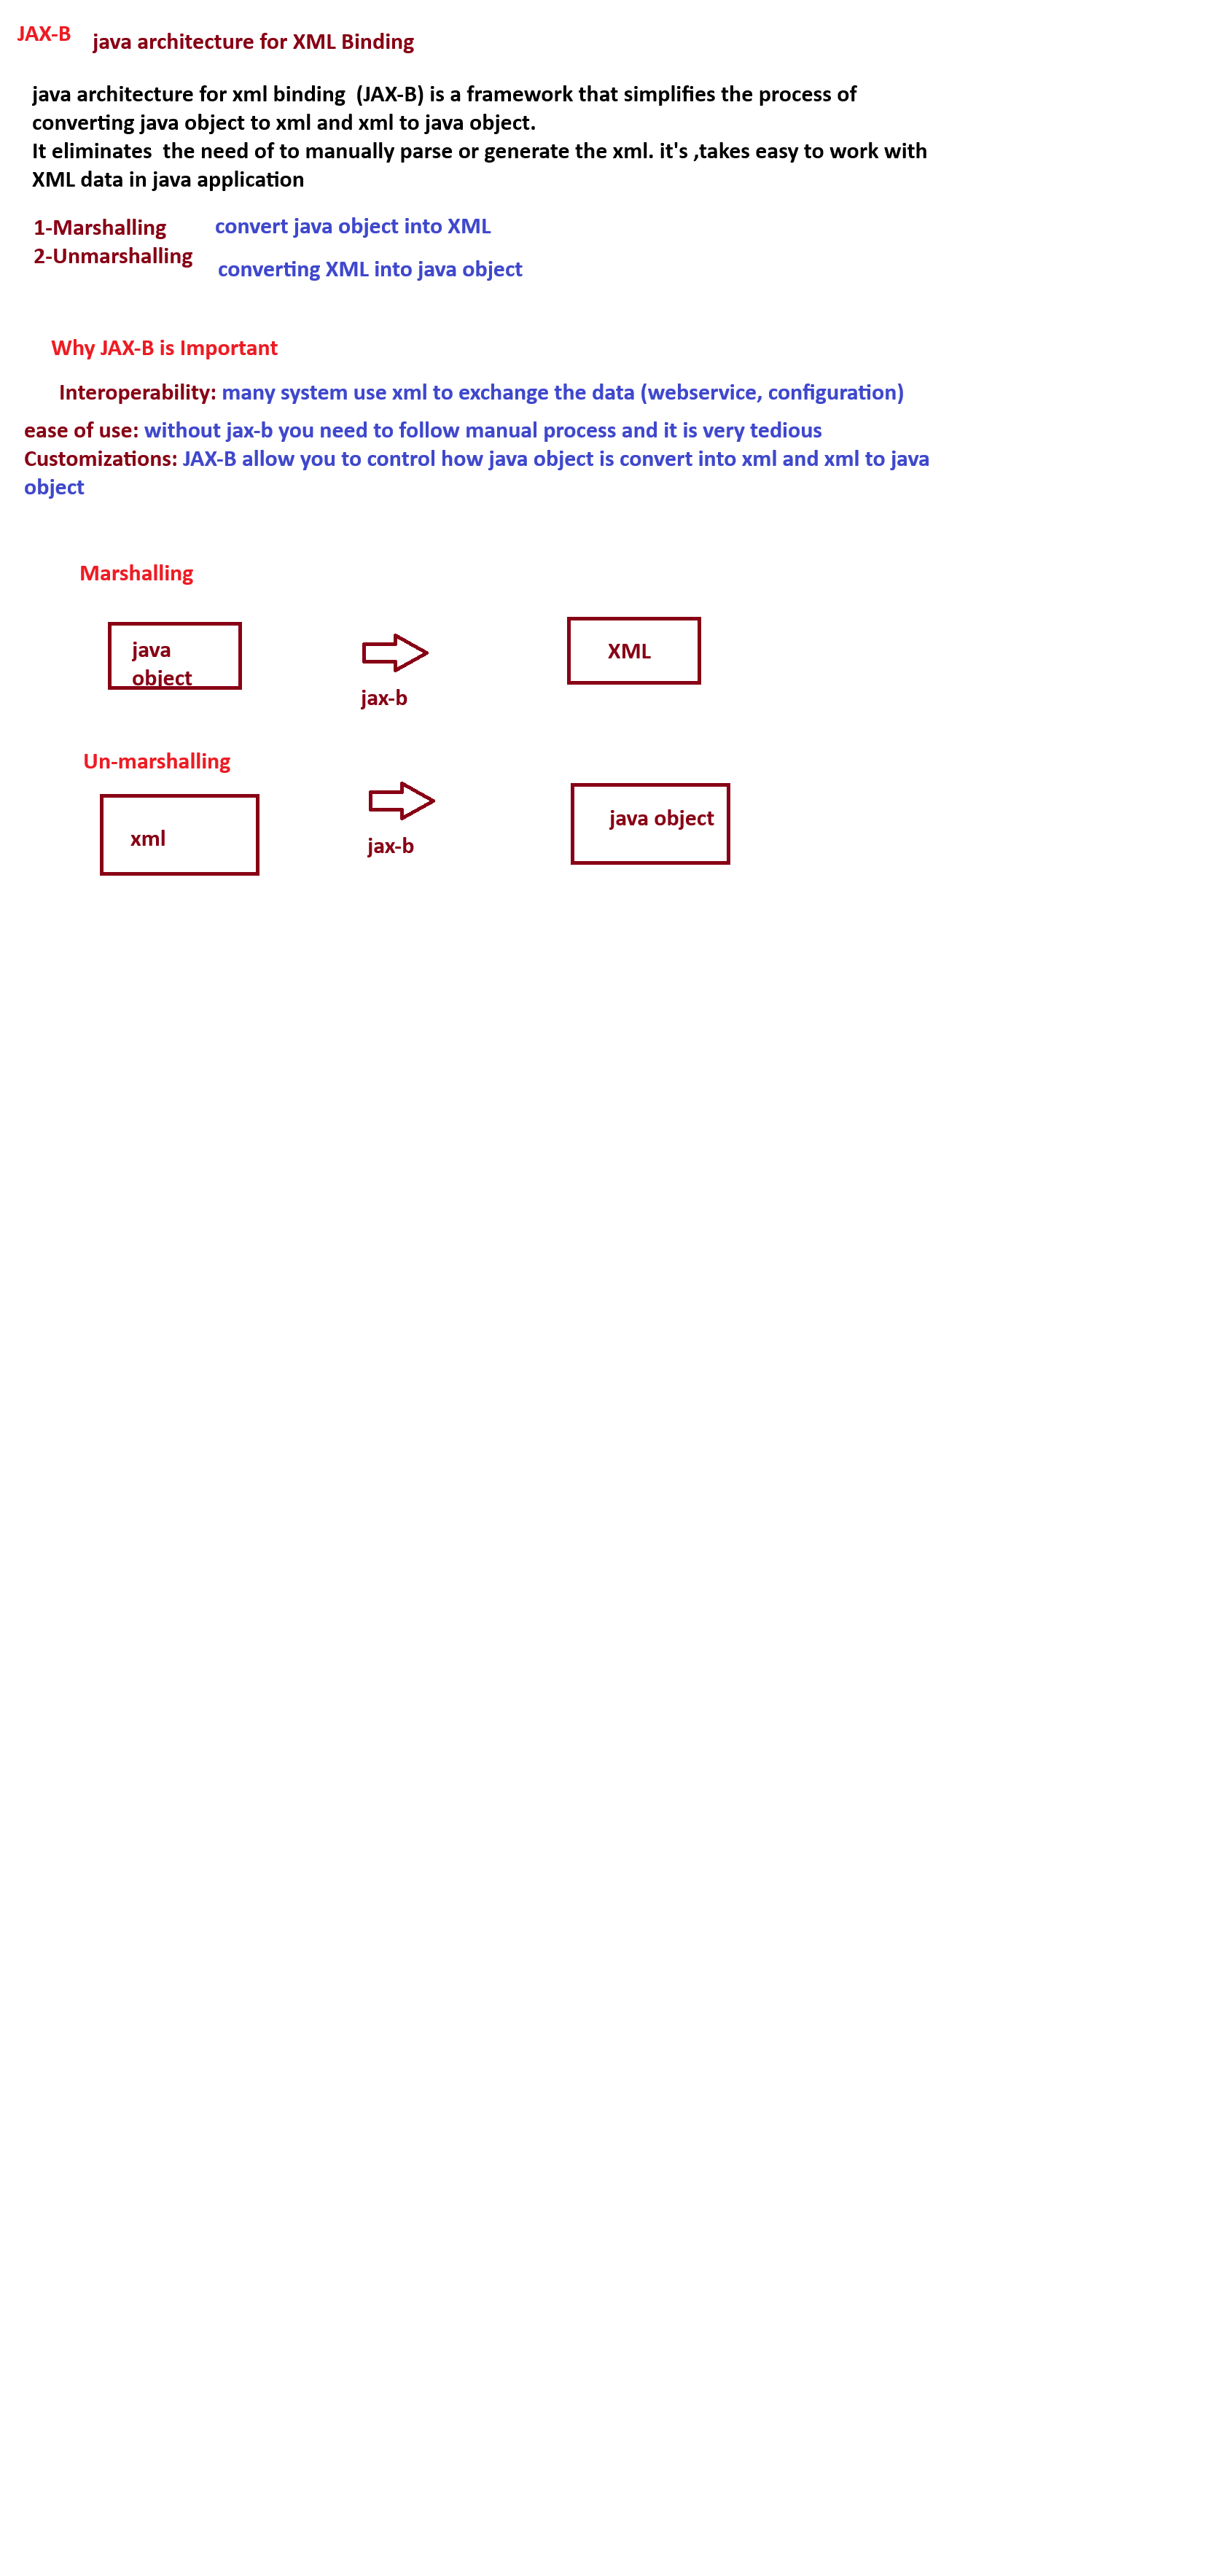 JAX-B java architecture for XML Binding
java architecture for xml binding  (JAX-B) is a framework that simplifies the process of
converting java object to xml and xml to java object.
It eliminates  the need of to manually parse or generate the xml. it's ,takes easy to work with
XML data in java application
1-Marshalling convert java object into XML
2-Unmarshalling converting XML into java object
Why JAX-B is Important
Interoperability: many system use xml to exchange the data (webservice, configuration)
ease of use: without jax-b you need to follow manual process and it is very tedious
Customizations: JAX-B allow you to control how java object is convert into xml and xml to java
object
Marshalling
java
object
jax-b
XML
Un-marshalling
xml
jax-b
java object